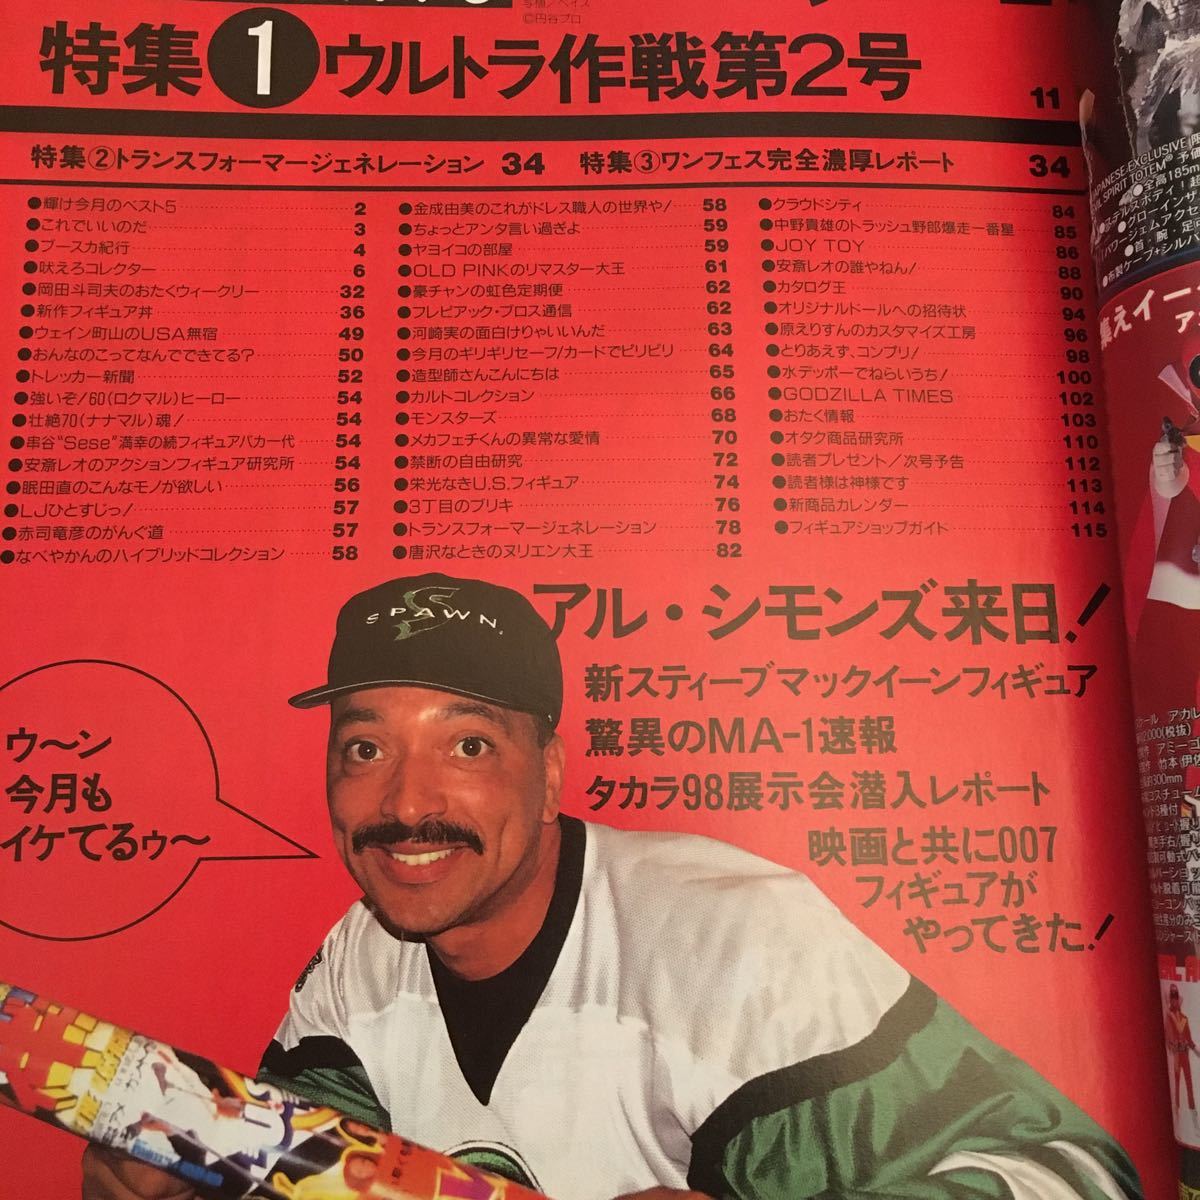 ©円谷プロ
特集①ウルトラ作戦第2号
11
特集②トランスフォーマージェネレーション 34
特集③ワンフェス完全濃厚レポート 34
●輝け今月のベスト5 2
●これでいいのだ 3
●ブースカ紀行 4
●吠えろコレクター 6
●岡田斗司夫のおたくウィークリー 32
●新作フィギュア丼 36
●ウェイン町山のUSA無宿 49
●おんなのこってなんでできてる? 50
●トレッカー新聞 52
●強いぞ!60(ロクマル)ヒーロー 54
●壮絶70(ナナマル)魂! 54
●串谷"Sese"満幸の続フィギュアバカ一代 54
●安斎レオのアクションフィギュア研究所 54
●眠田直のこんなモノが欲しい 56
●LJひとすじっ! 57
●赤司竜彦のがんぐ道 57
●なべやかんのハイブリッドコレクション 58
●金成由美のこれがドレス職人の世界や! 58
●ちょっとアンタ言い過ぎよ 59
●ヤヨイコの部屋 59
●OLD PINKのリマスター大王 61
●豪チャンの虹色定期便 62
●フレビアック・ブロス通信 62
●河崎実の面白けりゃいいんだ 63
●今月のギリギリセーフ/カードでビリビリ 64
●造型師さんこんにちは 65
●カルトコレクション 66
●モンスターズ 68
●メカフェチくんの異常な愛情 70
●禁断の自由研究 72
●栄光なきU.S.フィギュア 74
●3丁目のブリキ 76
●トランスフォーマージェネレーション 78
●唐沢なときのヌリエン大王 82
●クラウドシティ 84
●中野貴雄のトラッシュ野郎爆走一番星 85
●JOY TOY 86
●安斎レオの誰やねん! 88
●カタログ王 90
●オリジナルドールへの招待状 94
●原えりすんのカスタマイズ工房 96
●とりあえず、コンプリ! 98
●水デッポーでねらいうち! 100
●GODZILLA TIMES 102
●おたく情報 103
●オタク商品研究所 110
●読者プレゼント/次号予告 112
●読者様は神様です 113
●新商品カレンダー 114
●フィギュアショップガイド 115
アル・シモンズ来日!
新スティーブマックイーンフィギュア
驚異のMA-1速報
タカラ98展示会潜入レポート
映画と共に007
フィギュアが
やってきた!
SPAWN
ウ〜ン
今月も
イケてるゥ〜